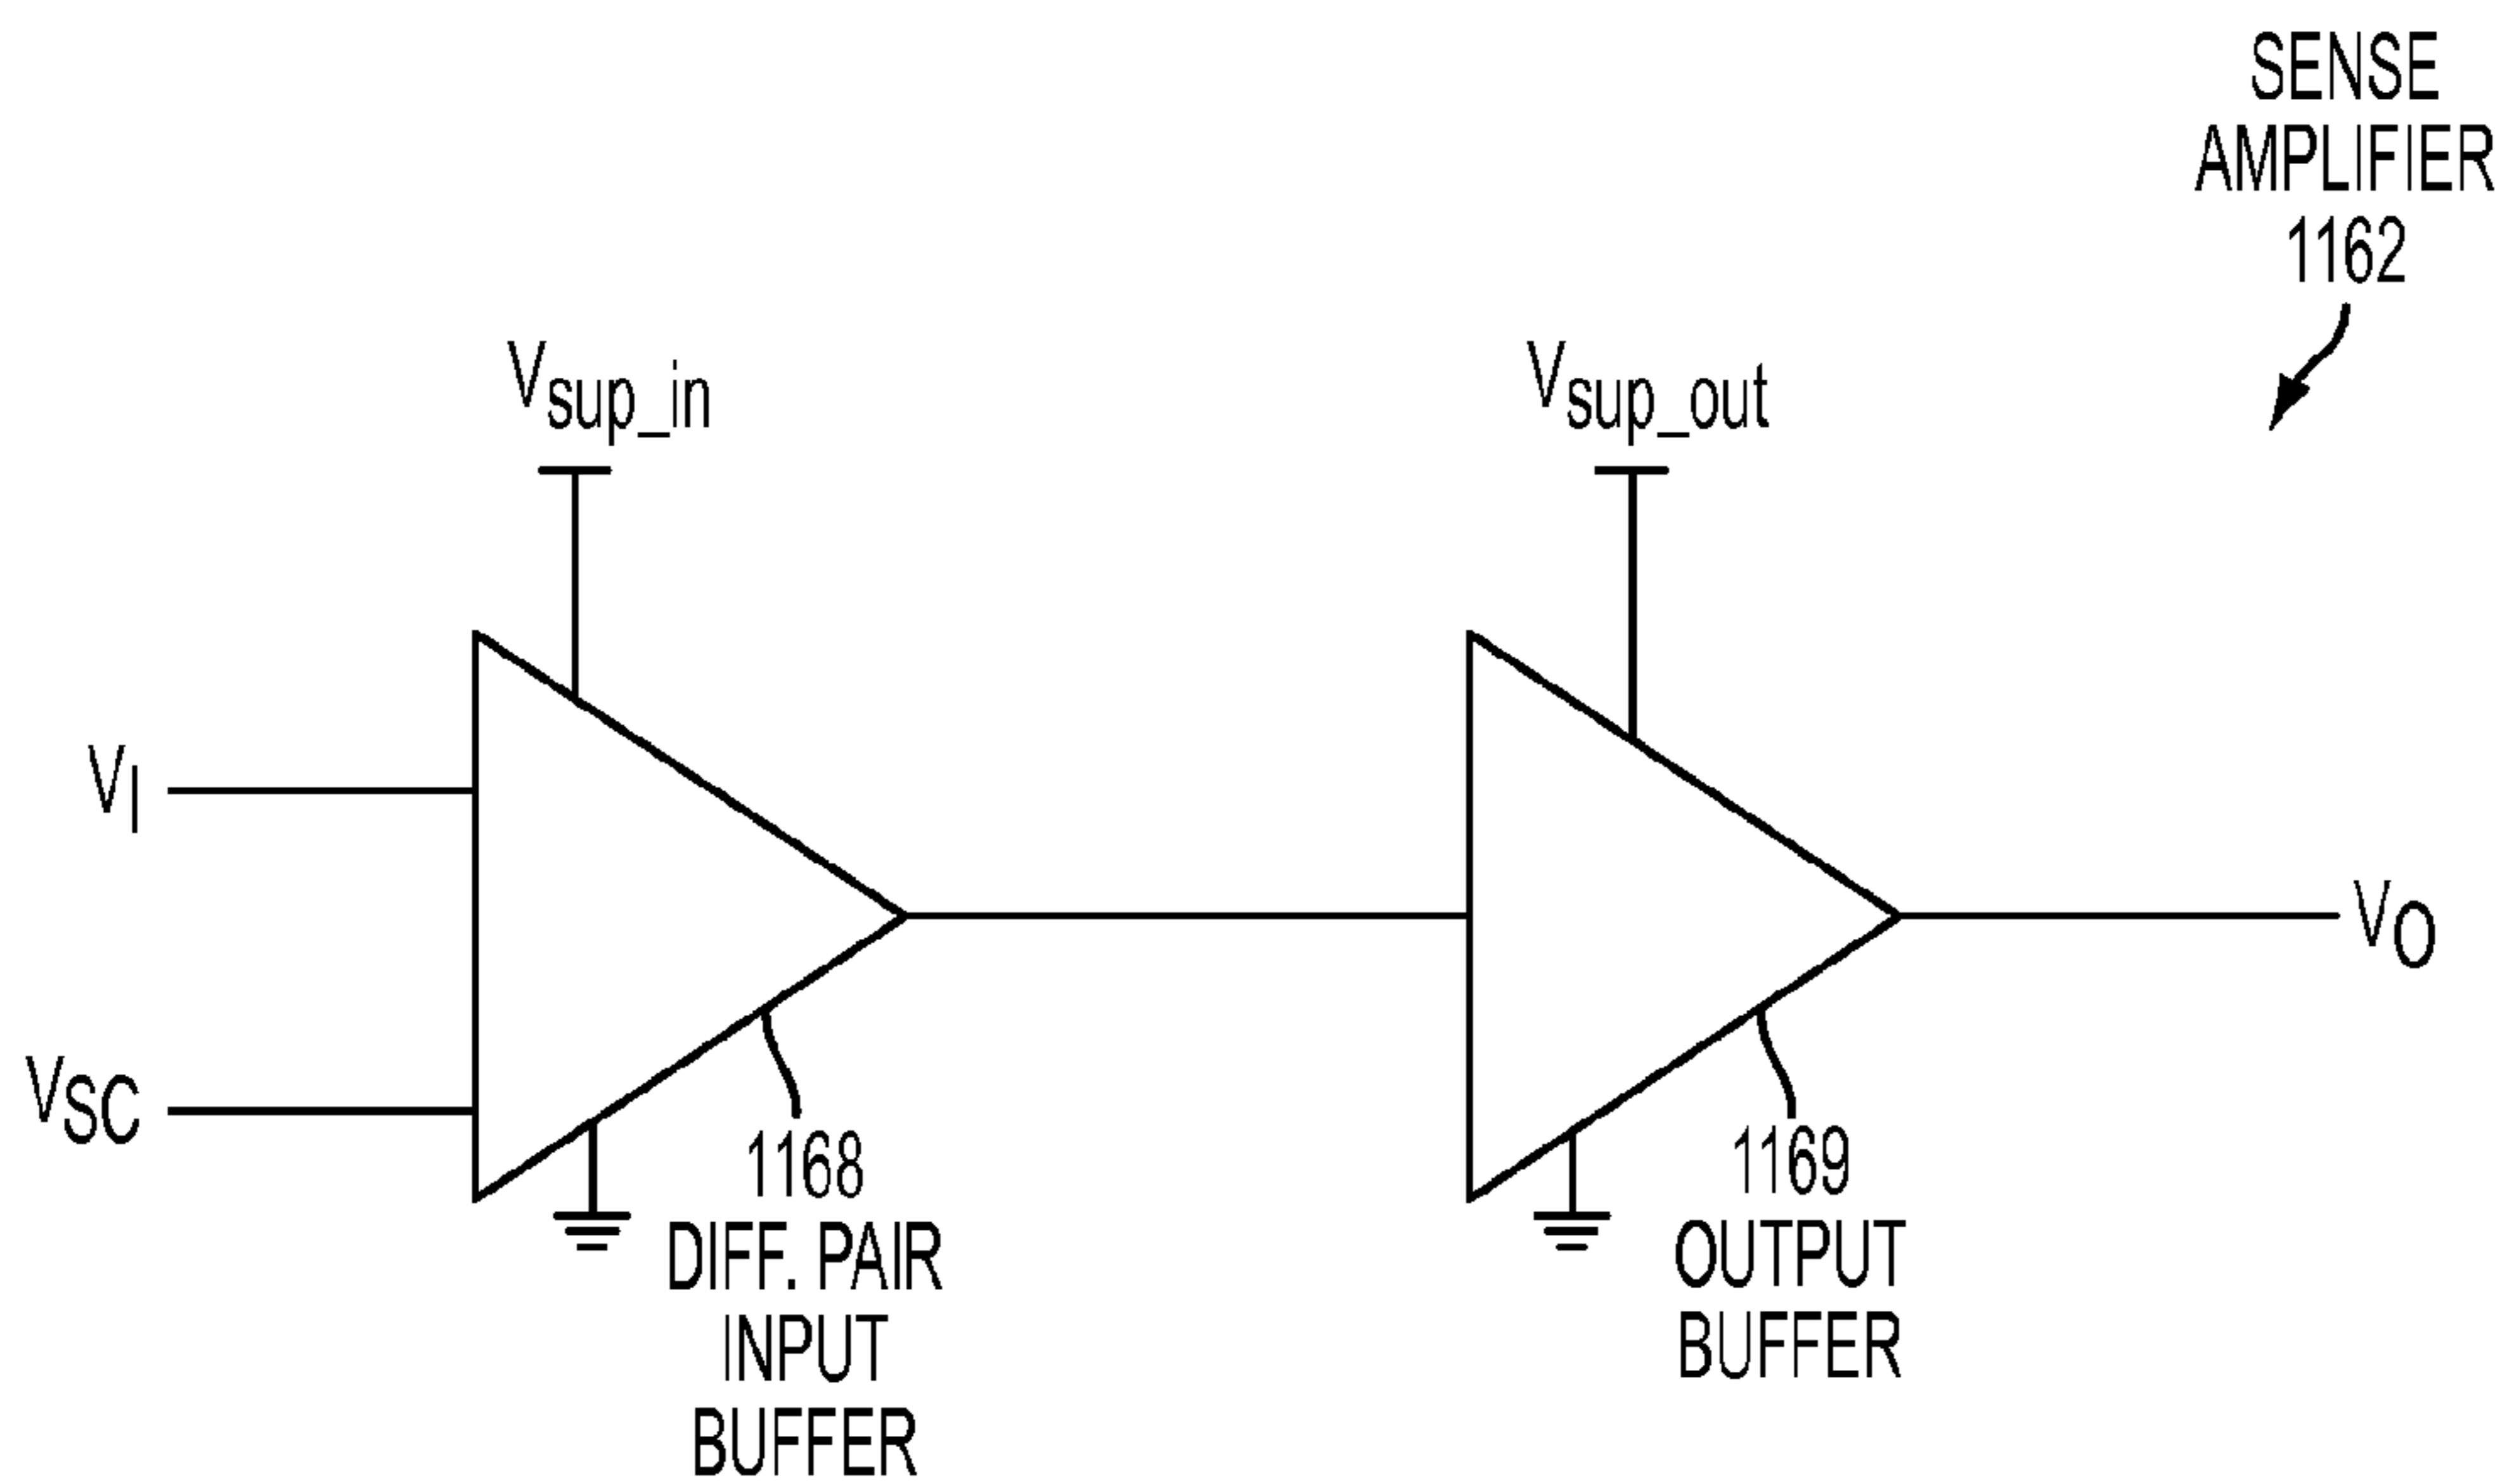 SENSE
AMPLIFIER
1162
Vsup_in
Vsup_out
VI
VO
VSC
1168
DIFF. PAIR
INPUT
BUFFER
1169
OUTPUT
BUFFER